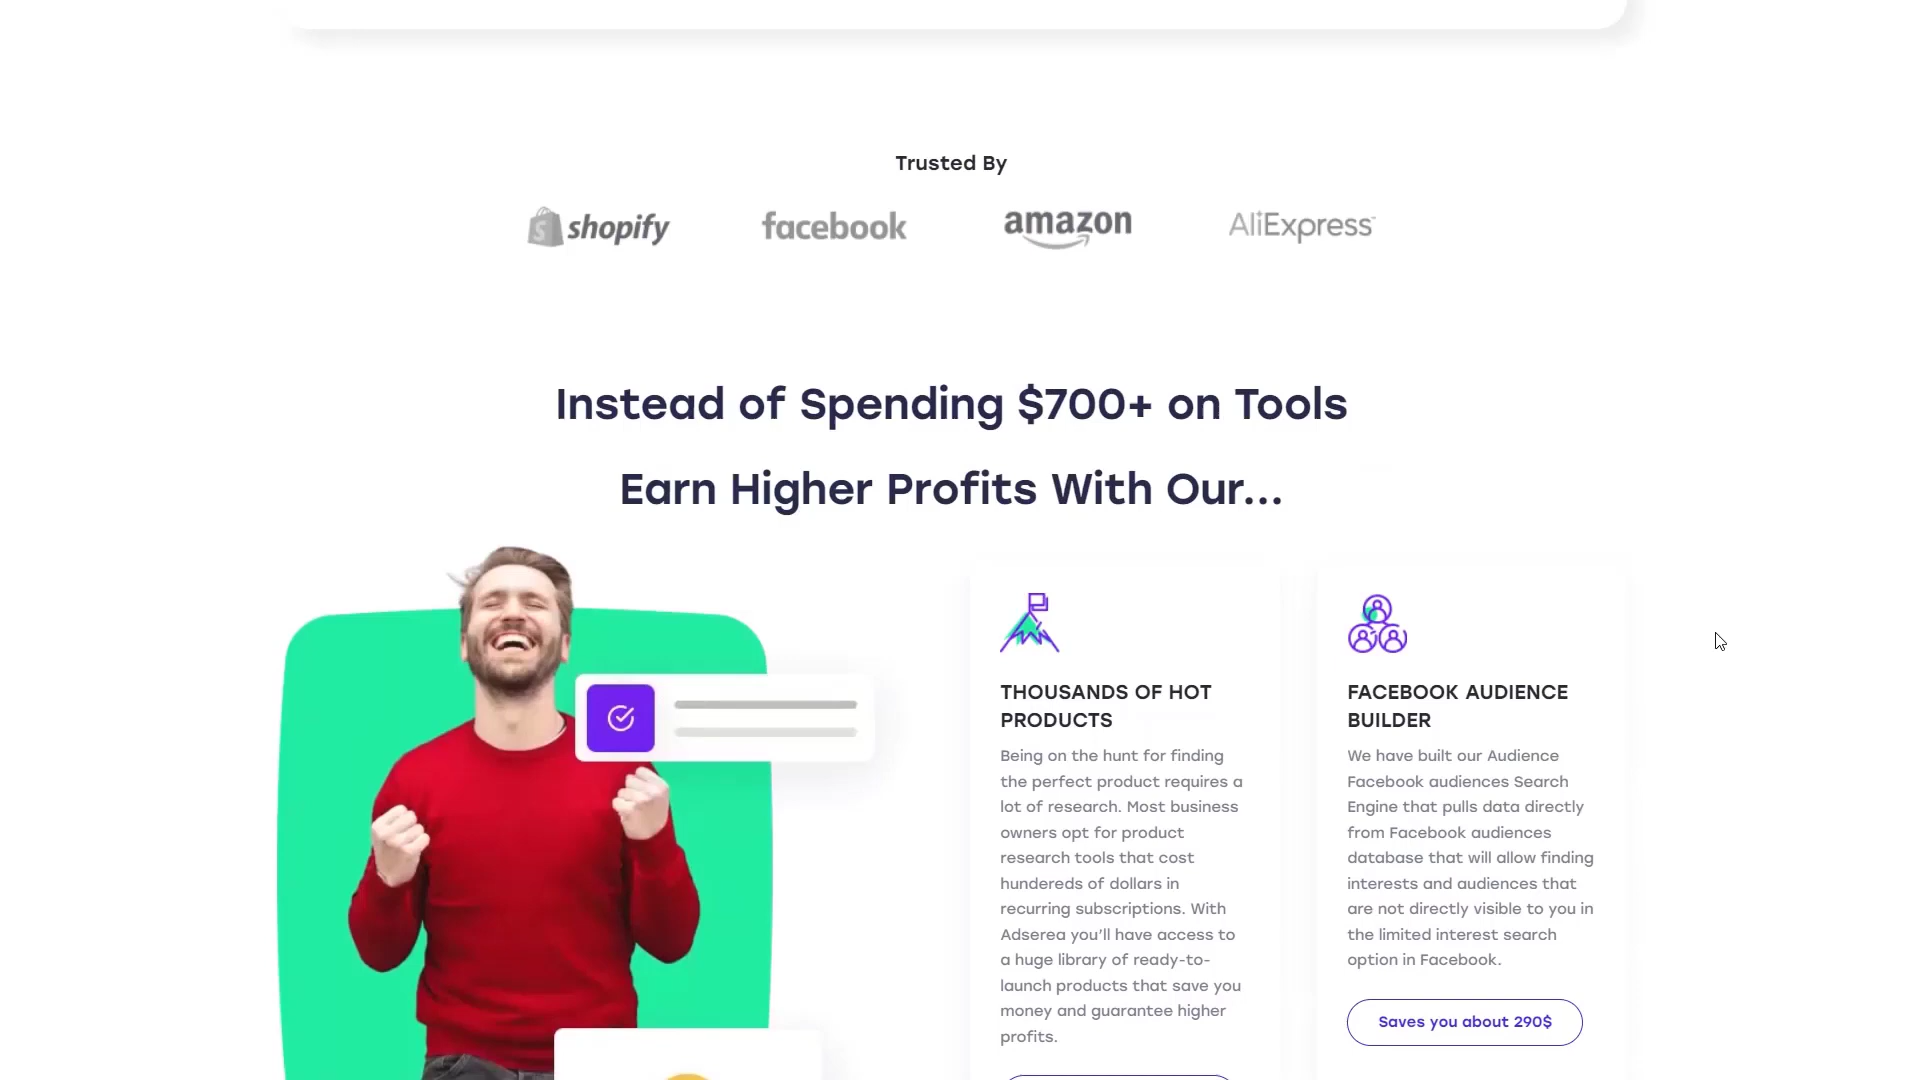 Trusted By
shopify facebook amazon AliExpress
Instead of Spending $700+ on Tools
Earn Higher Profits With Our...
THOUSANDS OF HOT
PRODUCTS
Being on the hunt for finding
the perfect product requires a
lot of research. Most business
owners opt for product
research tools that cost
hundereds of dollars in
recurring subscriptions. With
Adserea you’ll have access to
a huge library of ready-to-
launch products that save you
money and guarantee higher
profits.
FACEBOOK AUDIENCE
BUILDER
We have built our Audience
Facebook audiences Search
Engine that pulls data directly
from Facebook audiences
database that will allow finding
interests and audiences that
are not directly visible to you in
the limited interest search
option in Facebook.
Saves you about 290$